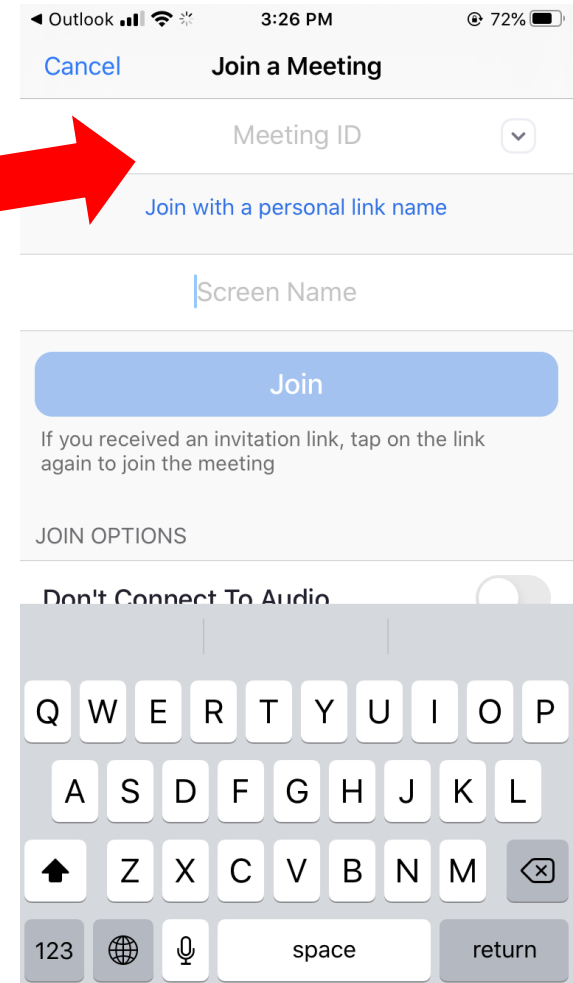 ◀ Outlook 3:26 PM 72%
Cancel Join a Meeting
Meeting ID
Join with a personal link name
Screen Name
Join
If you received an invitation link, tap on the link
again to join the meeting
JOIN OPTIONS
Don't Connect To Audio
Q W E R T Y U I O P
A S D F G H J K L
Z X C V B N M
123 space return